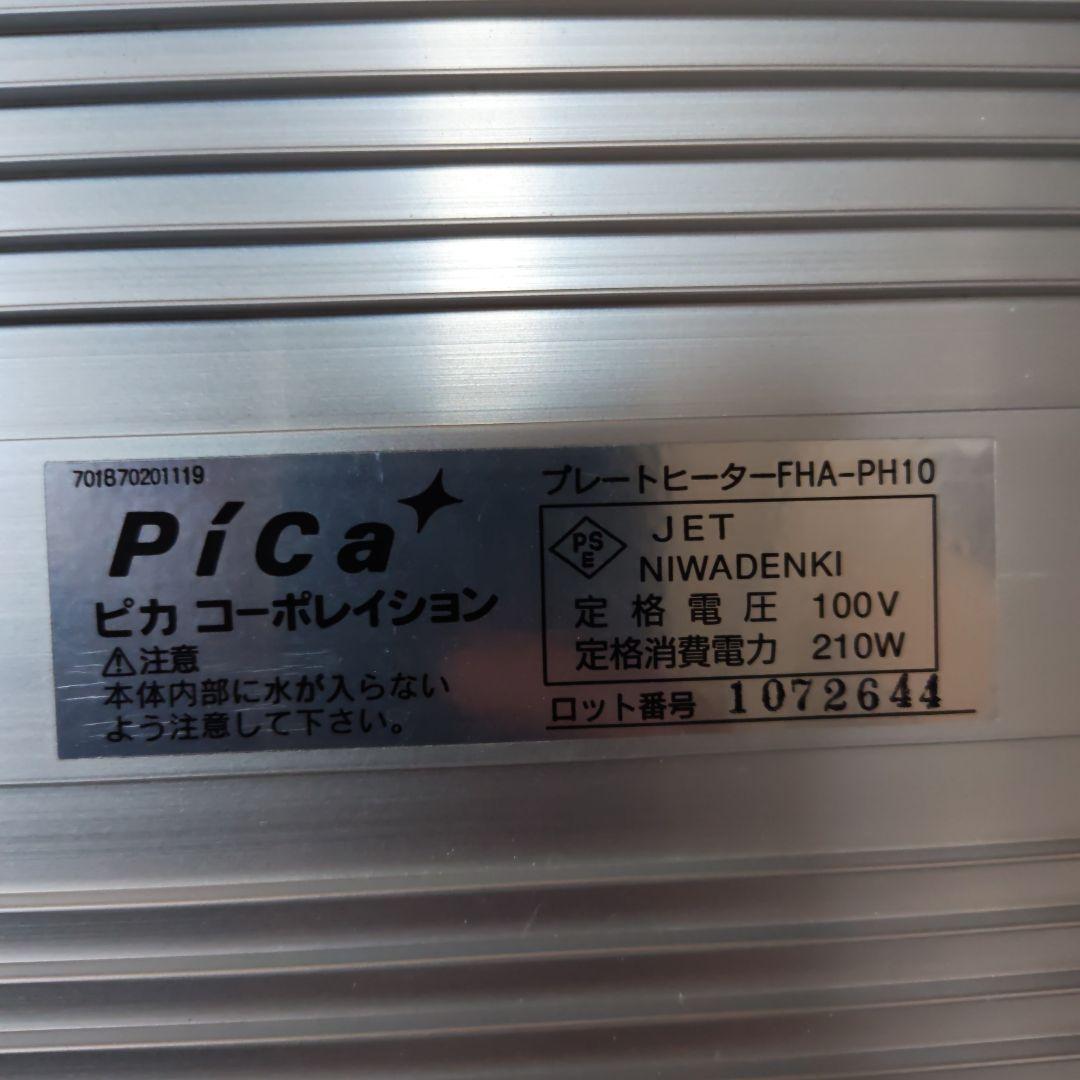 701870201119
Pica
ピカ コーポレイション
⚠注意
本体内部に水が入らない
よう注意して下さい。
プレートヒーターFHA-PH10
PSE
JET
NIWADENKI
定格電圧 100V
定格消費電力 210W
ロット番号 1072644